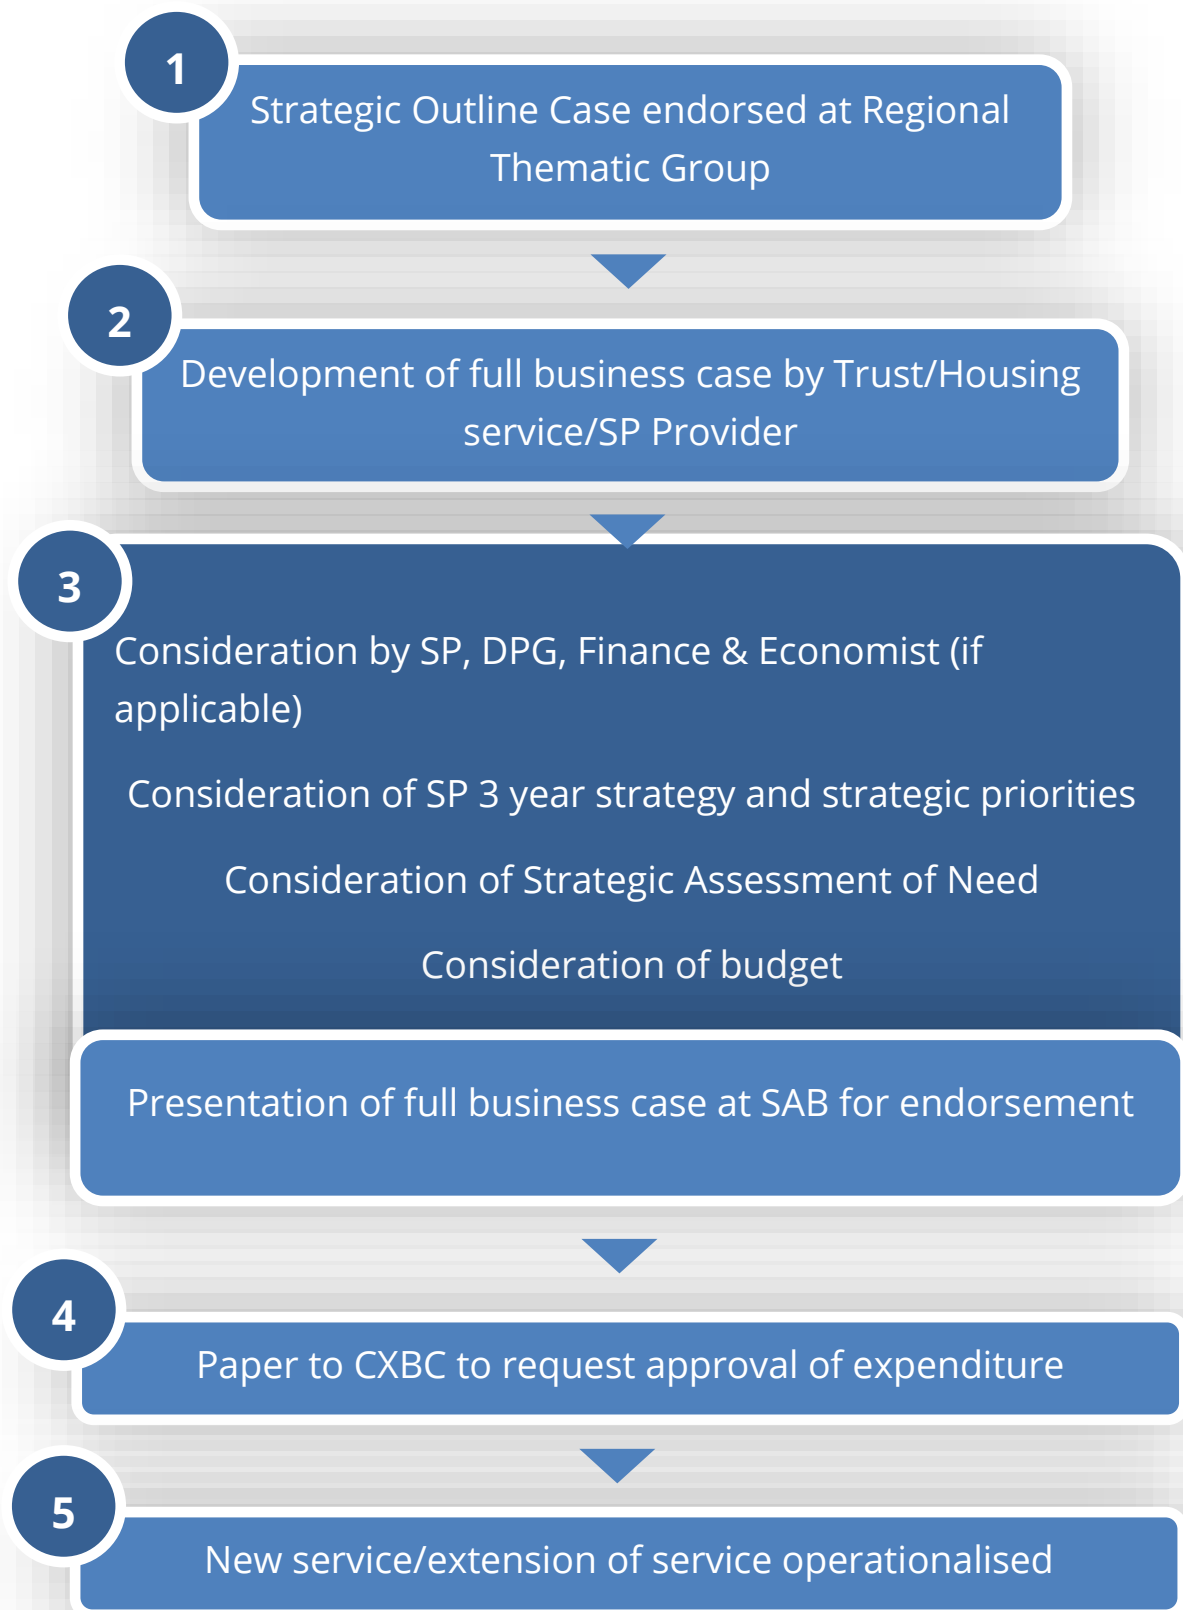 1
Strategic Outline Case endorsed at Regional
Thematic Group
2
Development of full business case by Trust/Housing
service/SP Provider
3
Consideration by SP, DPG, Finance & Economist (if
applicable)
Consideration of SP 3 year strategy and strategic priorities
Consideration of Strategic Assessment of Need
Consideration of budget
Presentation of full business case at SAB for endorsement
4
Paper to CXBC to request approval of expenditure
5
New service/extension of service operationalised